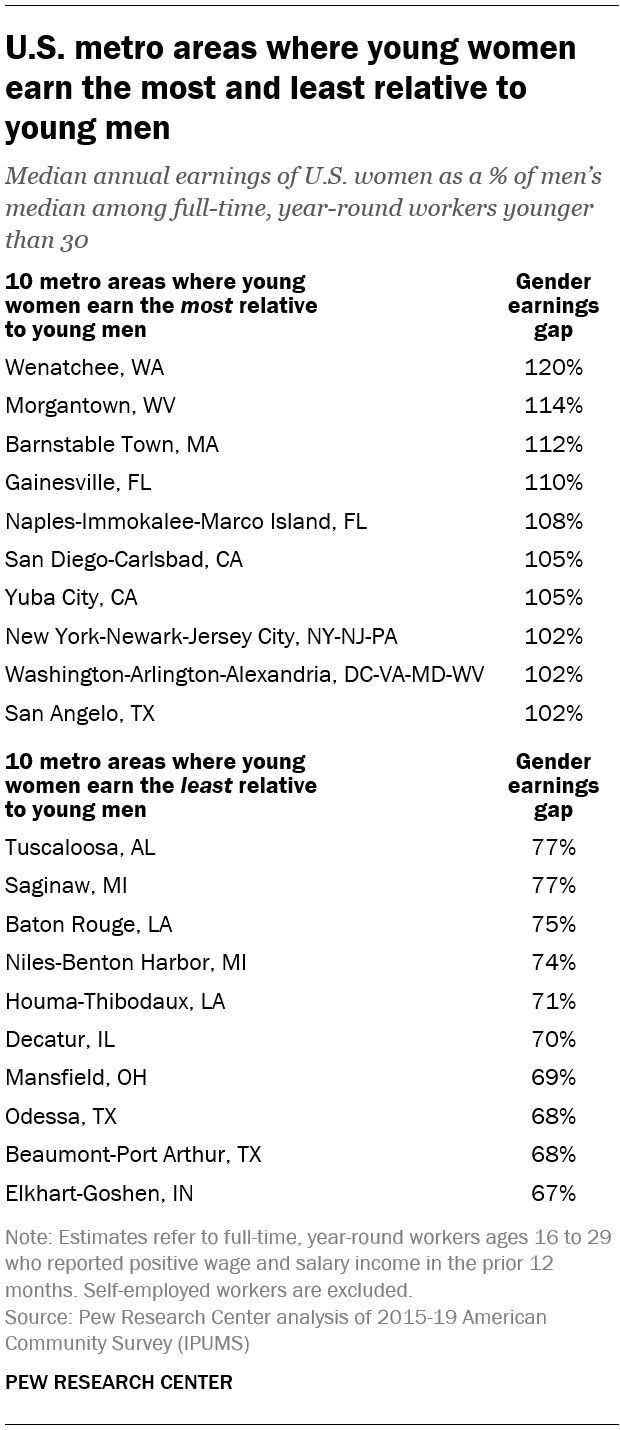 U.S. metro areas where young women
earn the most and least relative to
young men
Median annual earnings of U.S. women as a % of men's
median among full-time, year-round workers younger
than 30
10 metro areas where young
women earn the most relative
to young men
Gender
earnings
gap
Wenatchee, WA 120%
Morgantown, WV 114%
Barnstable Town, MA 112%
Gainesville, FL 110%
Naples-Immokalee-Marco Island, FL 108%
San Diego-Carlsbad, CA 105%
Yuba City, CA 105%
New York-Newark-Jersey City, NY-NJ-PA 102%
Washington-Arlington-Alexandria, DC-VA-MD-WV 102%
San Angelo, TX 102%
10 metro areas where young
women earn the least relative
to young men
Gender
earnings
gap
Tuscaloosa, AL 77%
Saginaw, MI 77%
Baton Rouge, LA 75%
Niles-Benton Harbor, MI 74%
Houma-Thibodaux, LA 71%
Decatur, IL 70%
Mansfield, OH 69%
Odessa, TX 68%
Beaumont-Port Arthur, TX 68%
Elkhart-Goshen, IN 67%
Note: Estimates refer to full-time, year-round workers ages 16 to 29
who reported positive wage and salary income in the prior 12
months. Self-employed workers are excluded.
Source: Pew Research Center analysis of 2015-19 American
Community Survey (IPUMS)
PEW RESEARCH CENTER